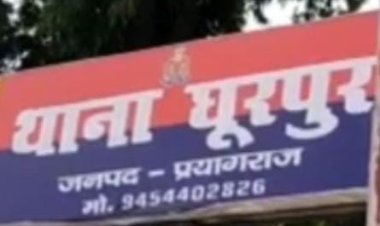 थाना घूरपुर
जनपद - प्रयागराज
मो. 9454402826